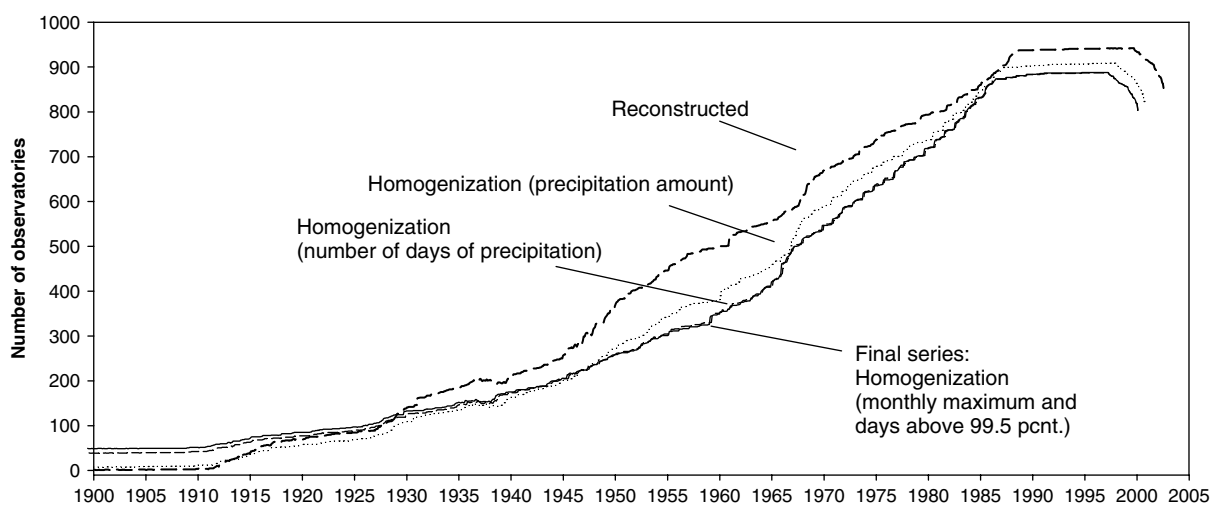 Number of observatories
1000
900
800
700
600
500
400
300
200
100
0
Reconstructed
Homogenization (precipitation amount)
Homogenization
(number of days of precipitation)
Final series:
Homogenization
(monthly maximum and
days above 99.5 pcnt.)
1900 1905 1910 1915 1920 1925 1930 1935 1940 1945 1950 1955 1960 1965 1970 1975 1980 1985 1990 1995 2000 2005